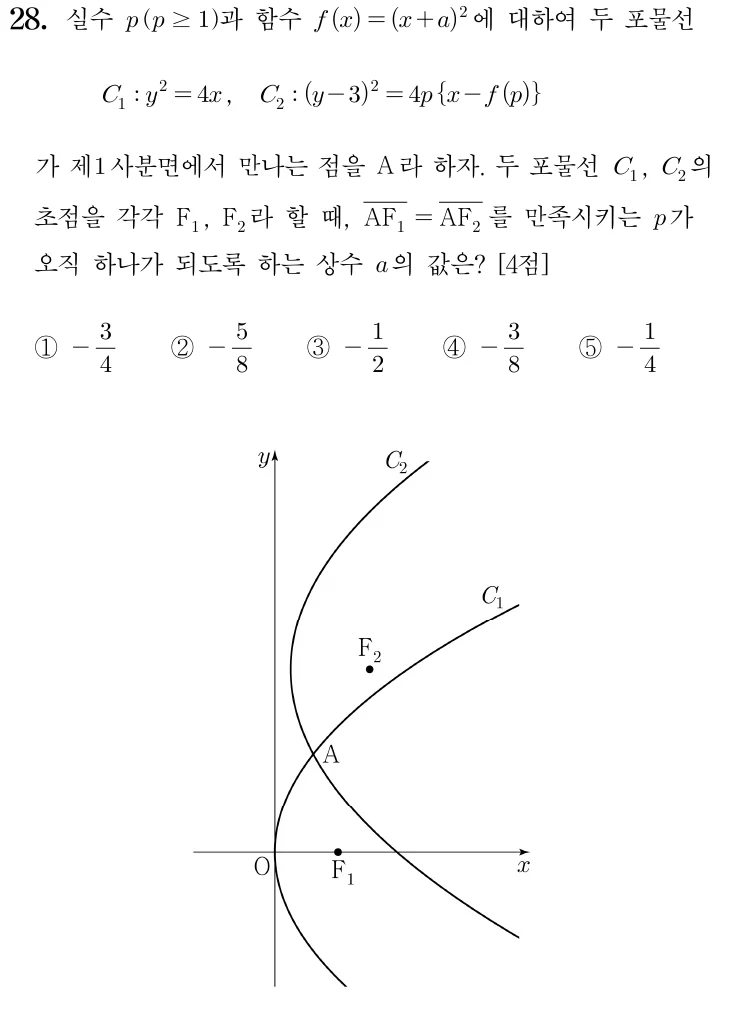 28. 실수 p(p ≥ 1)과 함수 f(x)=(x+a)²에 대하여 두 포물선
C₁ : y² = 4x, C₂ : (y−3)² = 4p{x−f(p)}
가 제1사분면에서 만나는 점을 A라 하자. 두 포물선 C₁, C₂의
초점을 각각 F₁, F₂라 할 때, A̅F̅₁̅ = A̅F̅₂̅를 만족시키는 p가
오직 하나가 되도록 하는 상수 a의 값은? [4점]
① −3/4 ② −5/8 ③ −1/2 ④ −3/8 ⑤ −1/4
y C₂
C₁
F₂
A
O F₁ x